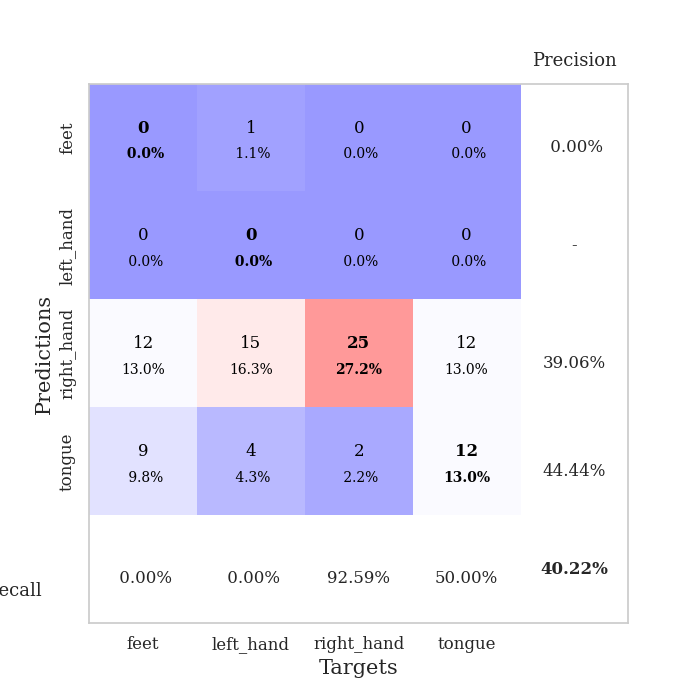 Precision
feet
0 1 0 0
0.0% 1.1% 0.0% 0.0%
0.00%
left_hand
0 0 0 0
0.0% 0.0% 0.0% 0.0%
-
Predictions
right_hand
12 15 25 12
13.0% 16.3% 27.2% 13.0%
39.06%
tongue
9 4 2 12
9.8% 4.3% 2.2% 13.0%
44.44%
ecall
0.00% 0.00% 92.59% 50.00% 40.22%
feet left_hand right_hand tongue
Targets